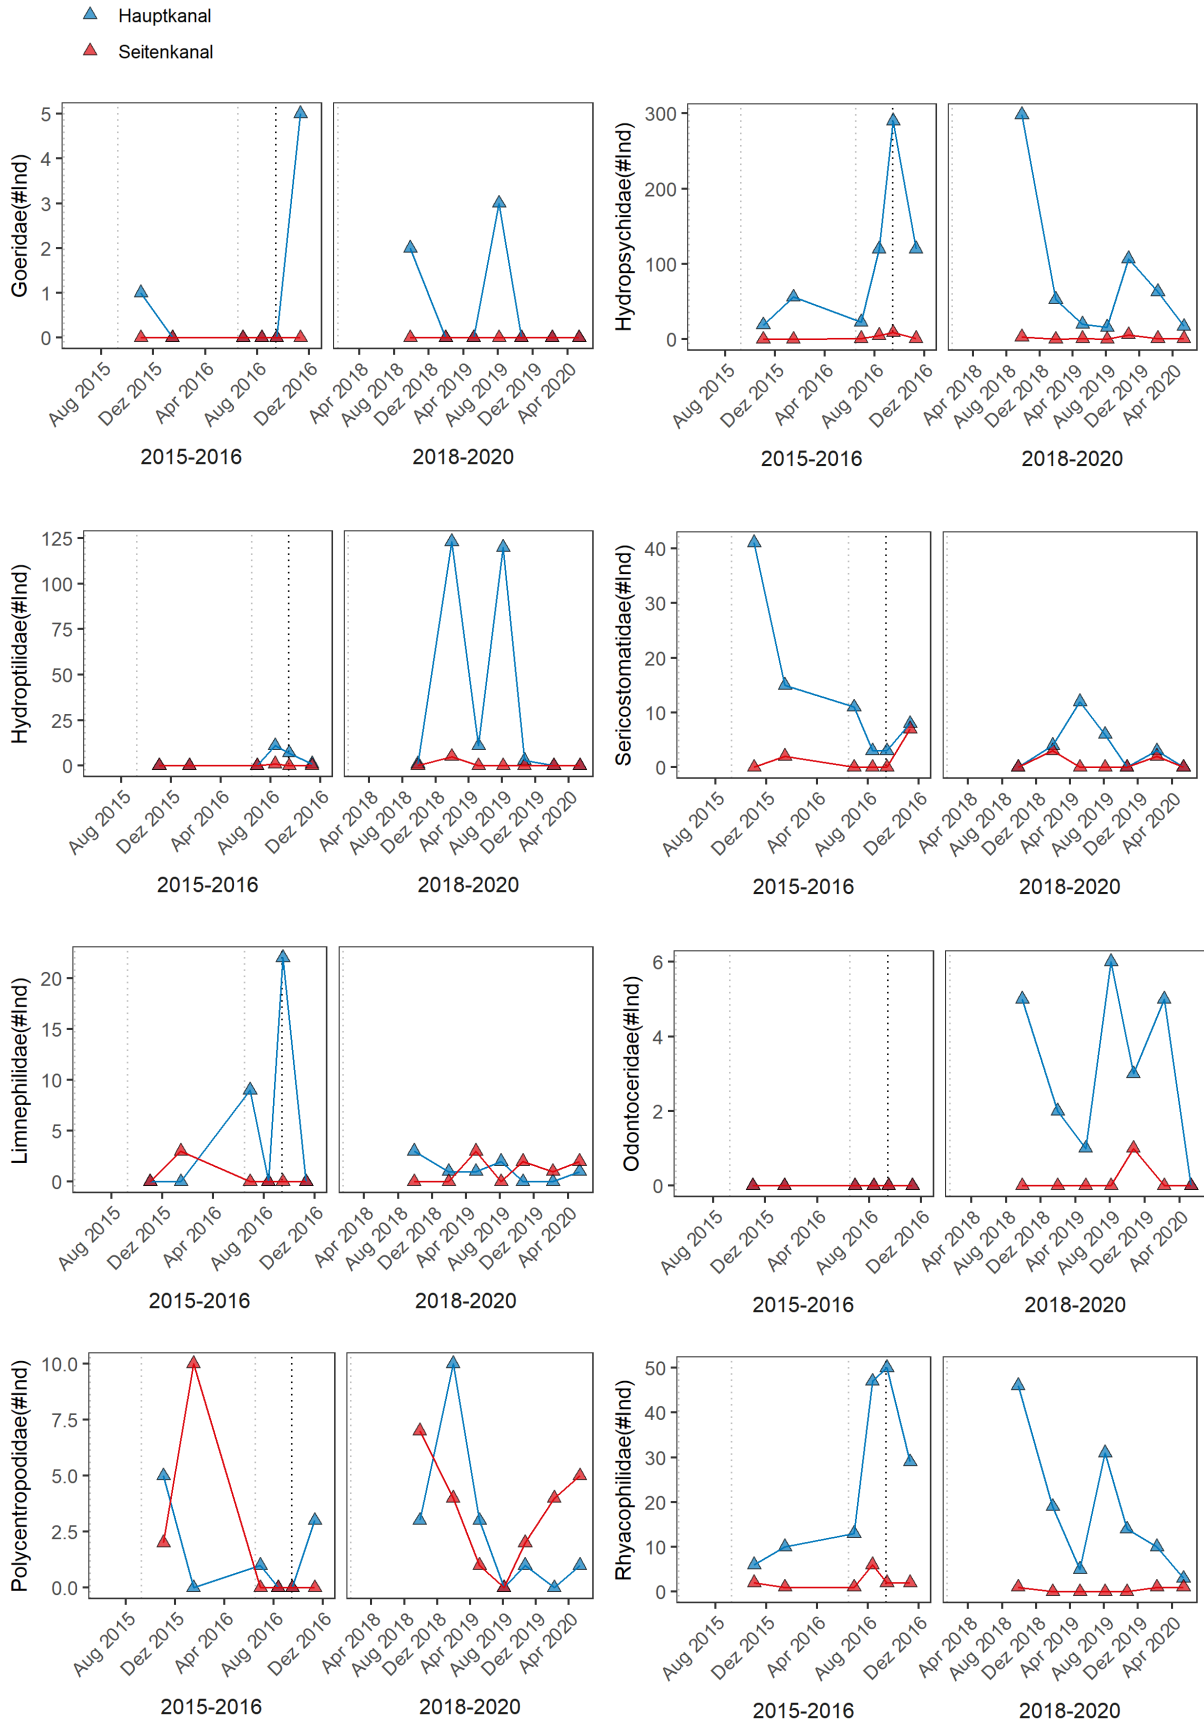 Hauptkanal
Seitenkanal
Goeridae(#Ind)
5
4
3
2
1
0
Aug 2015
Dez 2015
Apr 2016
Aug 2016
Dez 2016
Apr 2018
Aug 2018
Dez 2018
Apr 2019
Aug 2019
Dez 2019
Apr 2020
2015-2016
2018-2020
Hydropsychidae(#Ind)
300
200
100
0
Aug 2015
Dez 2015
Apr 2016
Aug 2016
Dez 2016
Apr 2018
Aug 2018
Dez 2018
Apr 2019
Aug 2019
Dez 2019
Apr 2020
2015-2016
2018-2020
Hydroptilidae(#Ind)
125
100
75
50
25
0
Aug 2015
Dez 2015
Apr 2016
Aug 2016
Dez 2016
Apr 2018
Aug 2018
Dez 2018
Apr 2019
Aug 2019
Dez 2019
Apr 2020
2015-2016
2018-2020
Sericostomatidae(#Ind)
40
30
20
10
0
Aug 2015
Dez 2015
Apr 2016
Aug 2016
Dez 2016
Apr 2018
Aug 2018
Dez 2018
Apr 2019
Aug 2019
Dez 2019
Apr 2020
2015-2016
2018-2020
Limnephilidae(#Ind)
20
15
10
5
0
Aug 2015
Dez 2015
Apr 2016
Aug 2016
Dez 2016
Apr 2018
Aug 2018
Dez 2018
Apr 2019
Aug 2019
Dez 2019
Apr 2020
2015-2016
2018-2020
Odontoceridae(#Ind)
6
4
2
0
Aug 2015
Dez 2015
Apr 2016
Aug 2016
Dez 2016
Apr 2018
Aug 2018
Dez 2018
Apr 2019
Aug 2019
Dez 2019
Apr 2020
2015-2016
2018-2020
Polycentropodidae(#Ind)
10.0
7.5
5.0
2.5
0.0
Aug 2015
Dez 2015
Apr 2016
Aug 2016
Dez 2016
Apr 2018
Aug 2018
Dez 2018
Apr 2019
Aug 2019
Dez 2019
Apr 2020
2015-2016
2018-2020
Rhyacophilidae(#Ind)
50
40
30
20
10
0
Aug 2015
Dez 2015
Apr 2016
Aug 2016
Dez 2016
Apr 2018
Aug 2018
Dez 2018
Apr 2019
Aug 2019
Dez 2019
Apr 2020
2015-2016
2018-2020